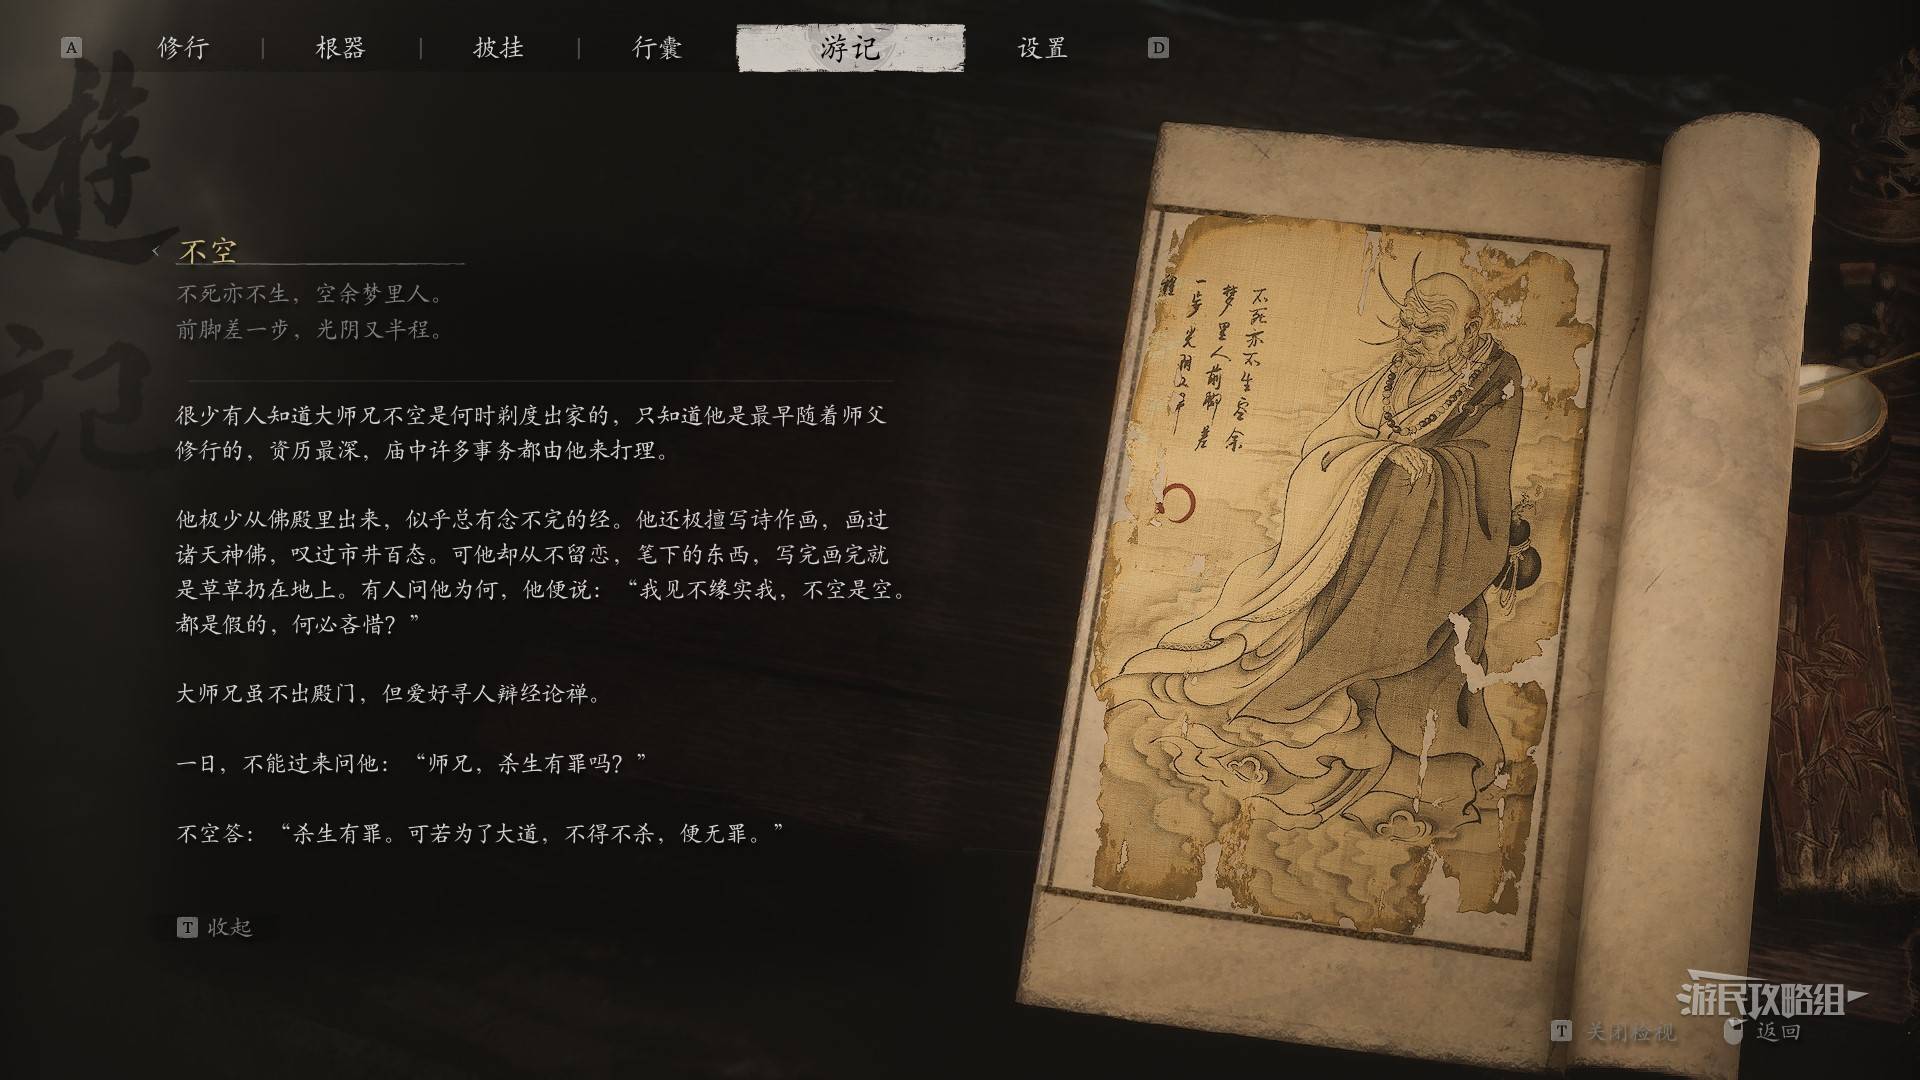 A 修行 | 根器 | 披挂 | 行囊 游记 设置 D
遊
記
不空
不死亦不生，空余梦里人。
前脚差一步，光阴又半程。
很少有人知道大师兄不空是何时剃度出家的，只知道他是最早随着师父
修行的，资历最深，庙中许多事务都由他来打理。
他极少从佛殿里出来，似乎总有念不完的经。他还极擅写诗作画，画过
诸天神佛，叹过市井百态。可他却从不留恋，笔下的东西，写完画完就
是草草扔在地上。有人问他为何，他便说：“我见不缘实我，不空是空。
都是假的，何必吝惜？”
大师兄虽不出殿门，但爱好寻人辩经论禅。
一日，不能过来问他：“师兄，杀生有罪吗？”
不空答：“杀生有罪。可若为了大道，不得不杀，便无罪。”
T 收起
不死亦不生空余
梦里人前脚差
一步光阴又半
程
游民攻略组
T 关闭检视 返回